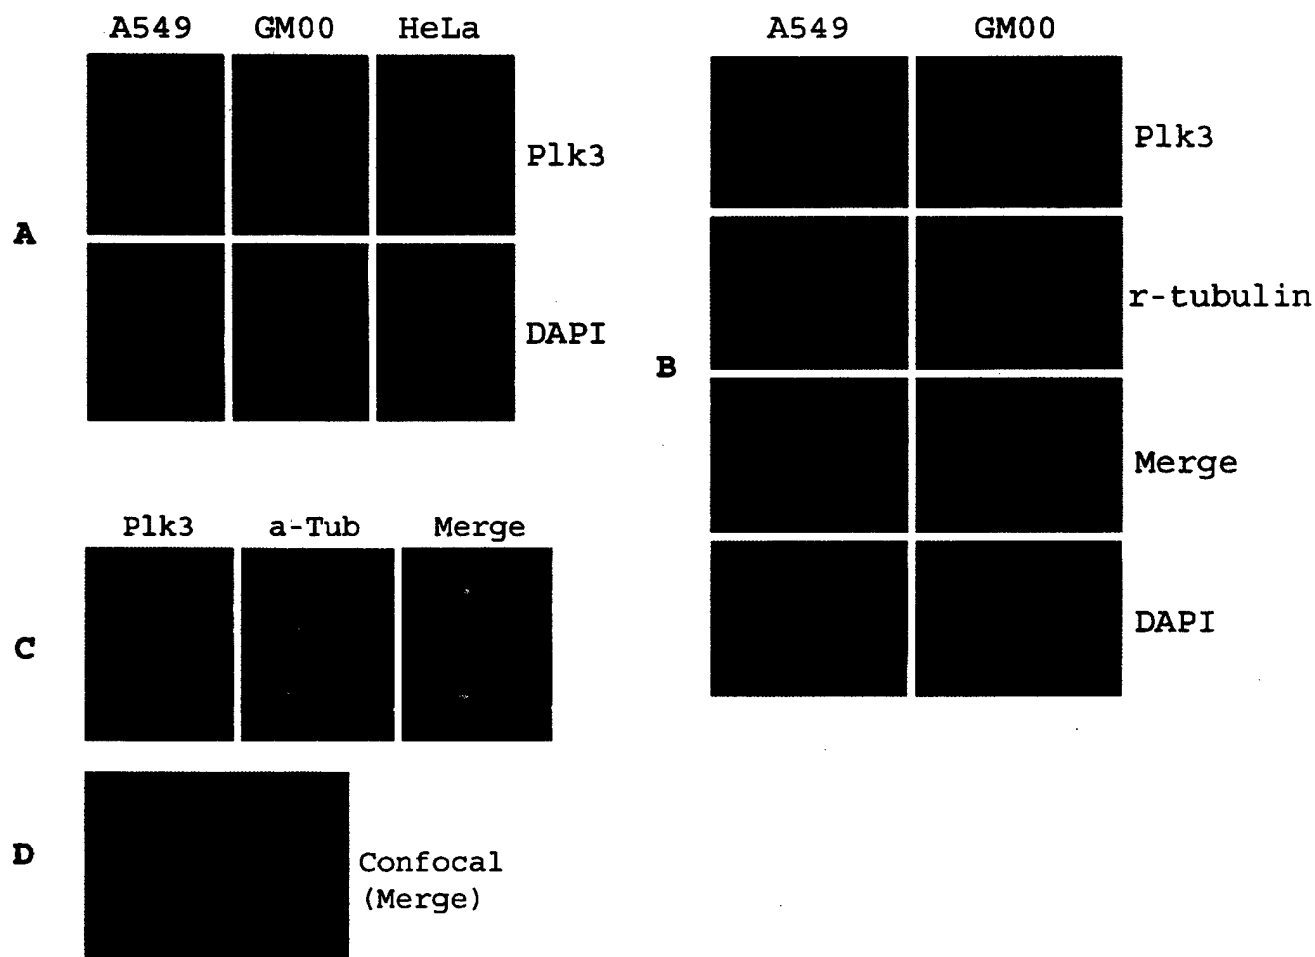 A549 GM00 HeLa
Plk3
A
DAPI
A549 GM00
Plk3
r-tubulin
B
Merge
DAPI
Plk3 a-Tub Merge
C
D
Confocal
(Merge)